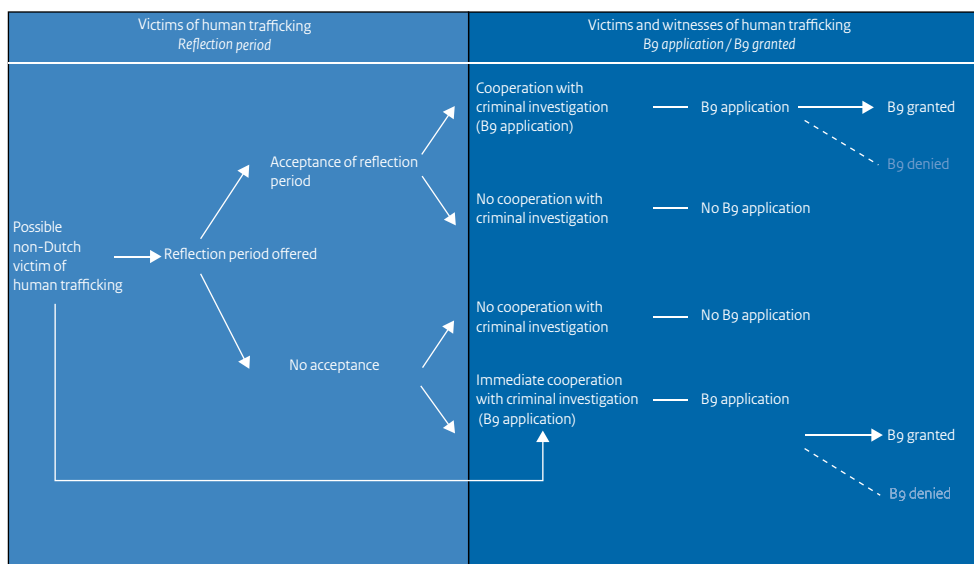 Victims of human trafficking
Reflection period
Victims and witnesses of human trafficking
B9 application / B9 granted
Cooperation with
criminal investigation
(B9 application)
B9 application
B9 granted
B9 denied
Acceptance of reflection
period
No cooperation with
criminal investigation
No B9 application
Possible
non-Dutch
victim of
human trafficking
Reflection period offered
No cooperation with
criminal investigation
No B9 application
No acceptance
Immediate cooperation
with criminal investigation
(B9 application)
B9 application
B9 granted
B9 denied